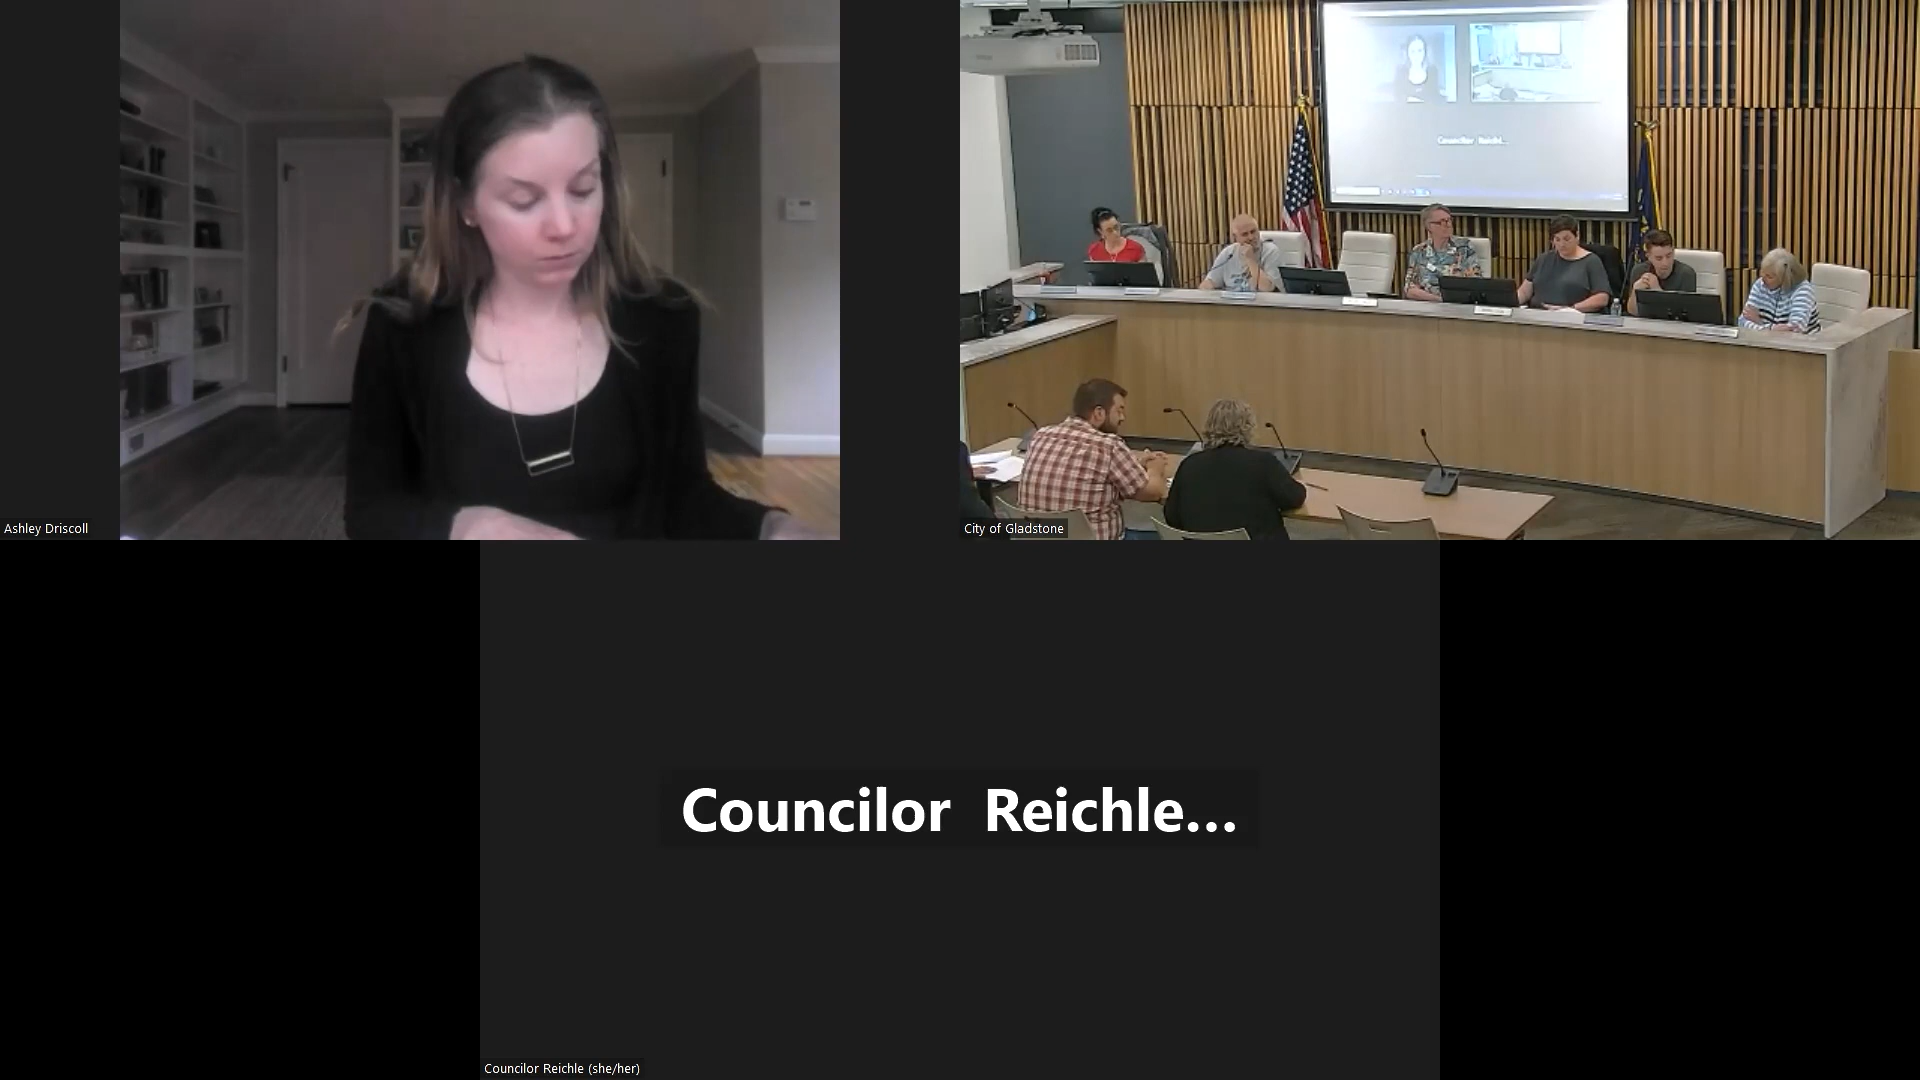 Ashley Driscoll
City of Gladstone
Councilor Reichle...
Councilor Reichle (she/her)